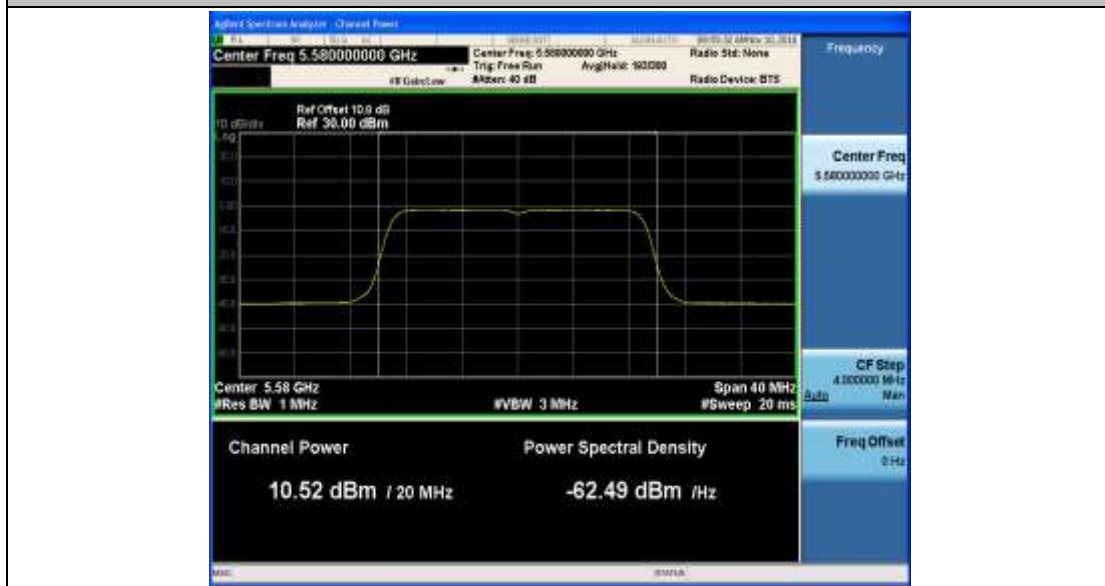 Agilent Spectrum Analyzer - Channel Power
Center Freq 5.580000000 GHz
Center Freq: 5.580000000 GHz
Radio Std: None
Trig: Free Run
#Atten: 40 dB
Radio Device: BTS
#IFGain:Low
Frequency
Ref Offset 10.9 dB
10 dB/div
Ref 30.00 dBm
Log
Center Freq
5.580000000 GHz
Center 5.58 GHz
Span 40 MHz
#Res BW 1 MHz
#VBW 3 MHz
#Sweep 20 ms
CF Step
4.000000 MHz
Auto
Man
Channel Power
Power Spectral Density
10.52 dBm / 20 MHz
-62.49 dBm /Hz
Freq Offset
0 Hz
MSG
STATUS